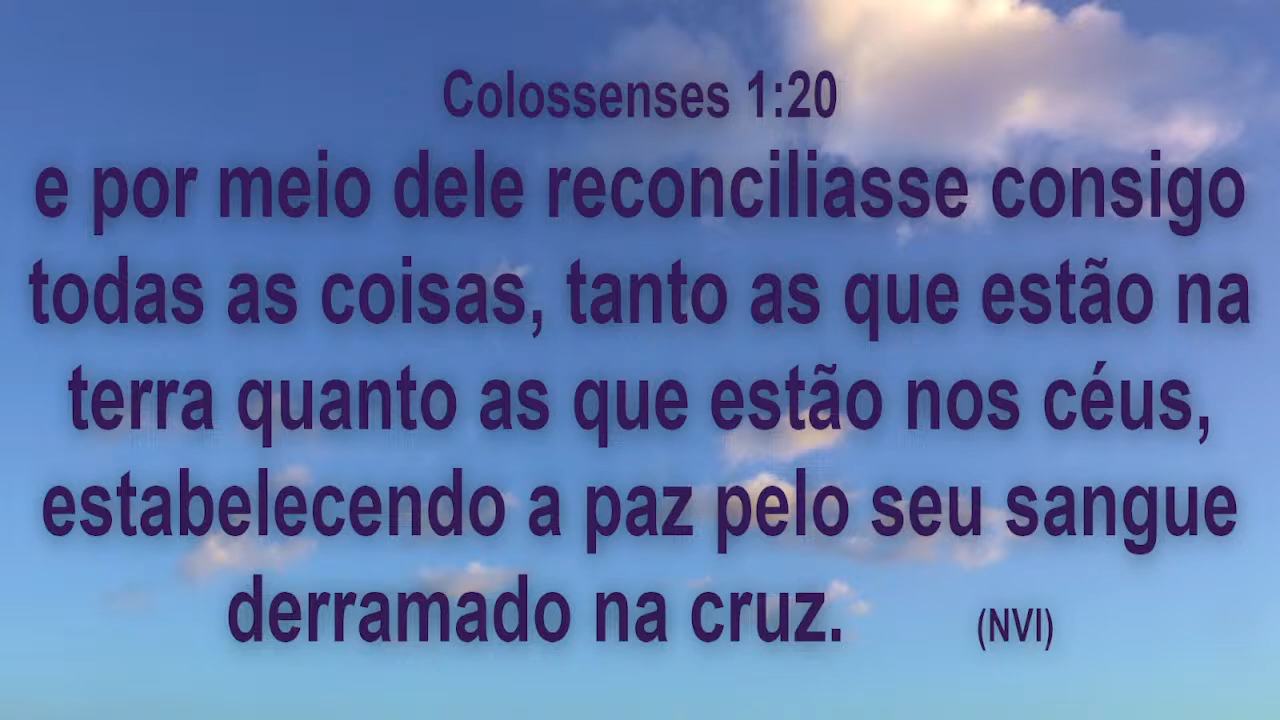 Colossenses 1:20
e por meio dele reconciliasse consigo
todas as coisas, tanto as que estão na
terra quanto as que estão nos céus,
estabelecendo a paz pelo seu sangue
derramado na cruz. (NVI)